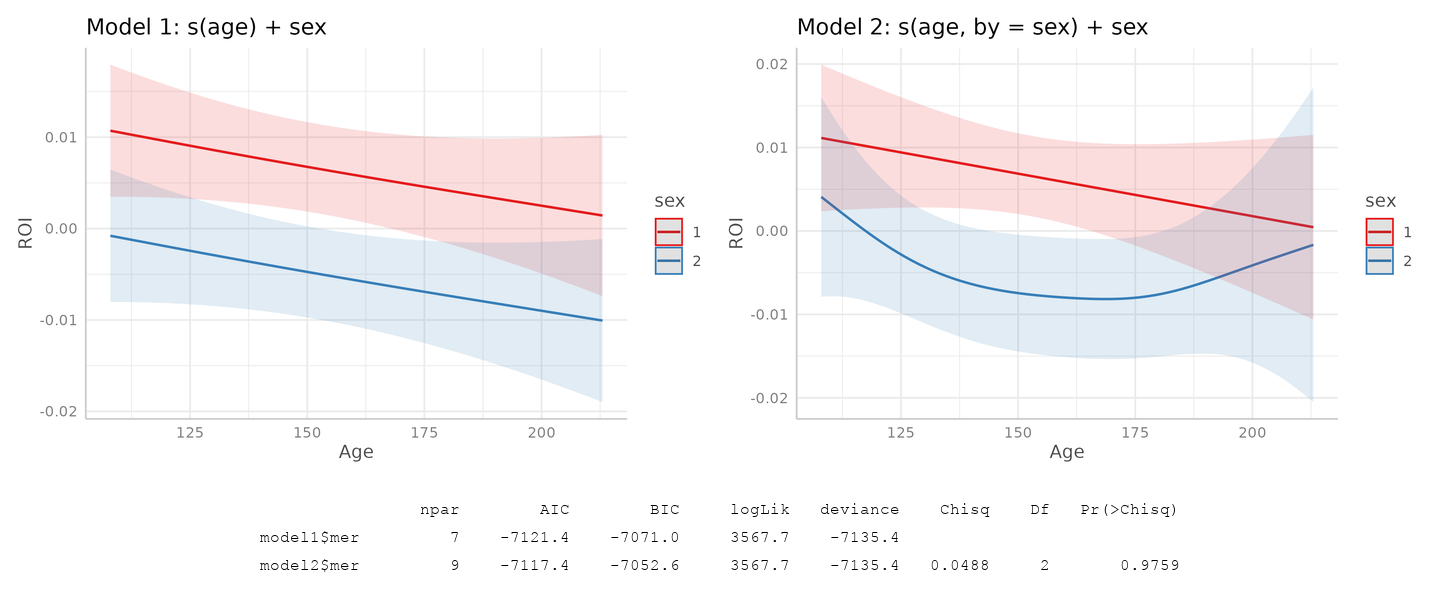 Model 1: s(age) + sex
0.01
0.00
-0.01
-0.02
ROI
125 150 175 200
Age
sex
1
2
Model 2: s(age, by = sex) + sex
0.02
0.01
0.00
-0.01
-0.02
ROI
125 150 175 200
Age
sex
1
2
npar AIC BIC logLik deviance Chisq Df Pr(>Chisq)
model1$mer 7 -7121.4 -7071.0 3567.7 -7135.4
model2$mer 9 -7117.4 -7052.6 3567.7 -7135.4 0.0488 2 0.9759